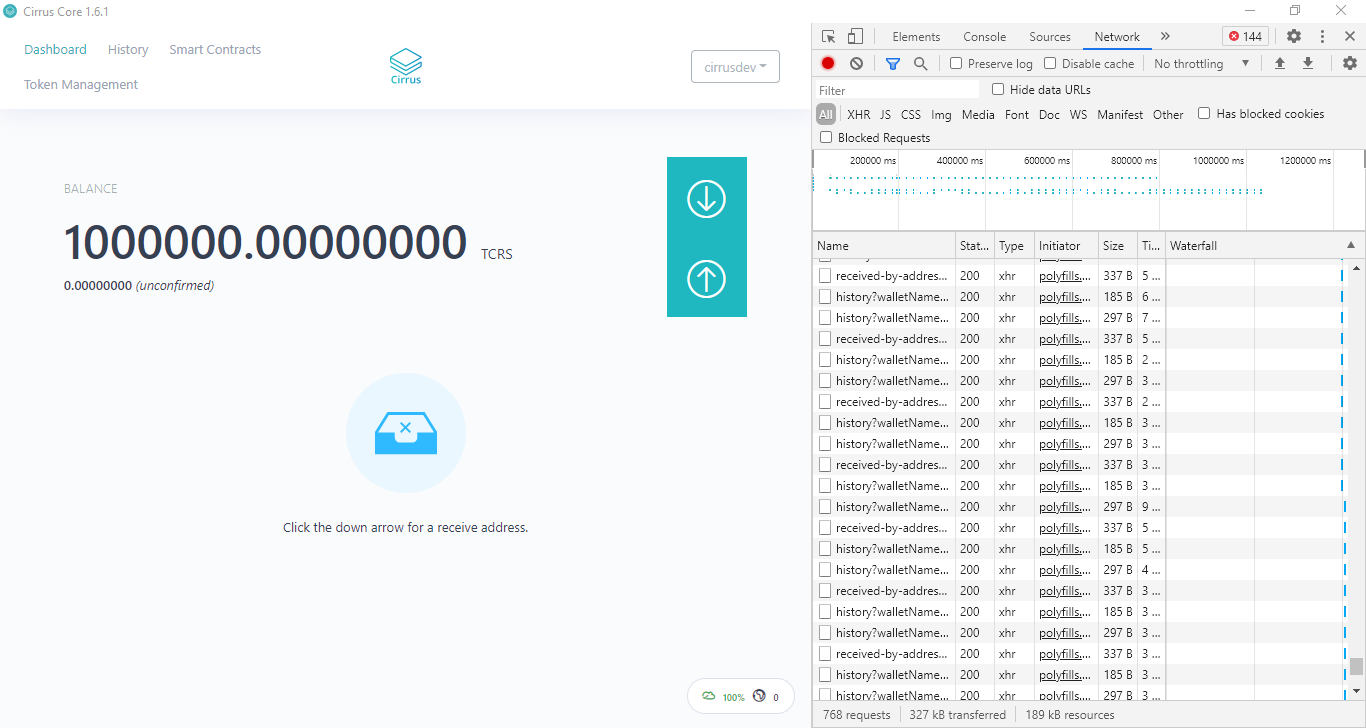 Cirrus Core 1.6.1
Dashboard History Smart Contracts
Token Management
Cirrus
cirrusdev
BALANCE
1000000.00000000 TCRS
0.00000000 (unconfirmed)
Click the down arrow for a receive address.
100% 0
Elements Console Sources Network » 144
Preserve log Disable cache No throttling
Filter Hide data URLs
All XHR JS CSS Img Media Font Doc WS Manifest Other Has blocked cookies
Blocked Requests
200000 ms 400000 ms 600000 ms 800000 ms 1000000 ms 1200000 ms
Name Stat... Type Initiator Size Ti... Waterfall
received-by-addres... 200 xhr polyfills.... 337 B 5 ...
history?walletName... 200 xhr polyfills.... 185 B 6 ...
history?walletName... 200 xhr polyfills.... 297 B 7 ...
received-by-addres... 200 xhr polyfills.... 337 B 5 ...
history?walletName... 200 xhr polyfills.... 185 B 2 ...
history?walletName... 200 xhr polyfills.... 297 B 3 ...
received-by-addres... 200 xhr polyfills.... 337 B 2 ...
history?walletName... 200 xhr polyfills.... 185 B 3 ...
history?walletName... 200 xhr polyfills.... 297 B 3 ...
received-by-addres... 200 xhr polyfills.... 337 B 3 ...
history?walletName... 200 xhr polyfills.... 185 B 3 ...
history?walletName... 200 xhr polyfills.... 297 B 9 ...
received-by-addres... 200 xhr polyfills.... 337 B 5 ...
history?walletName... 200 xhr polyfills.... 185 B 5 ...
history?walletName... 200 xhr polyfills.... 297 B 4 ...
received-by-addres... 200 xhr polyfills.... 337 B 3 ...
history?walletName... 200 xhr polyfills.... 185 B 3 ...
history?walletName... 200 xhr polyfills.... 297 B 3 ...
received-by-addres... 200 xhr polyfills.... 337 B 3 ...
history?walletName... 200 xhr polyfills.... 185 B 3 ...
history?walletName... 200 xhr polyfills.... 297 B 3 ...
768 requests 327 kB transferred 189 kB resources